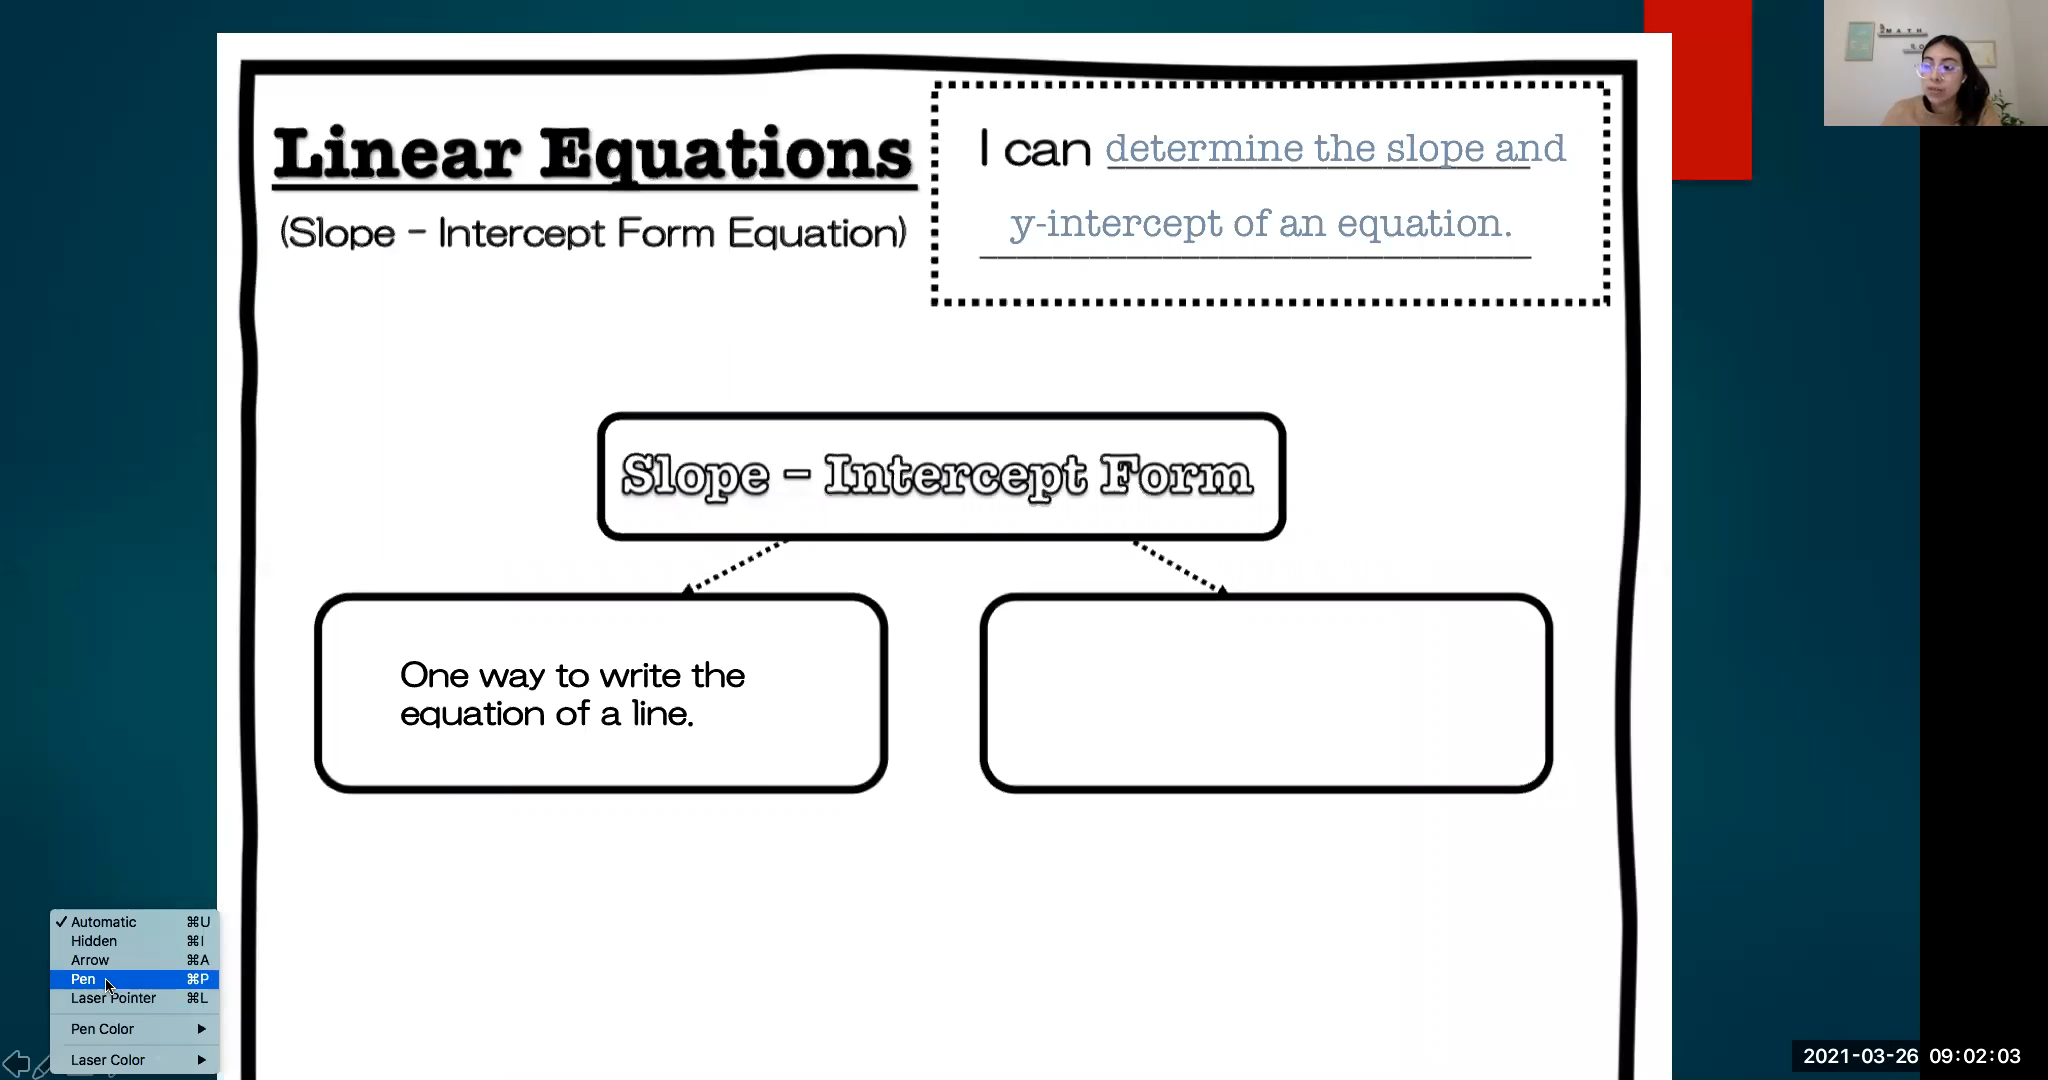 Linear Equations
(Slope - Intercept Form Equation)
I can determine the slope and
y-intercept of an equation.
Slope - Intercept Form
One way to write the
equation of a line.
✓ Automatic ⌘U
Hidden ⌘I
Arrow ⌘A
Pen ⌘P
Laser Pointer ⌘L
Pen Color
Laser Color
MATH
2021-03-26 09:02:03